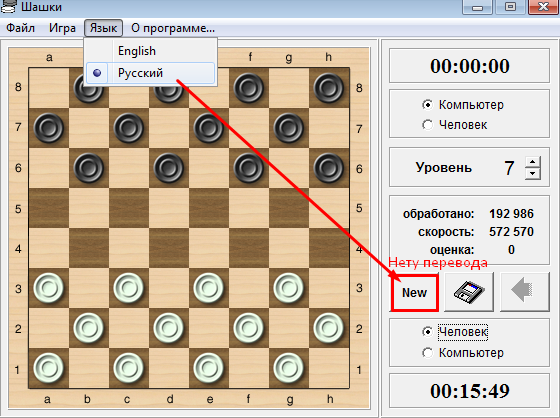 Шашки
Файл Игра Язык О программе...
English
Русский
a f g h
8 8
7 7
6 6
5 5
4 4
3 3
2 2
1 1
a b c d e f g h
00:00:00
Компьютер
Человек
Уровень 7
обработано: 192 986
скорость: 572 570
оценка: 0
Нету перевода
New
Человек
Компьютер
00:15:49